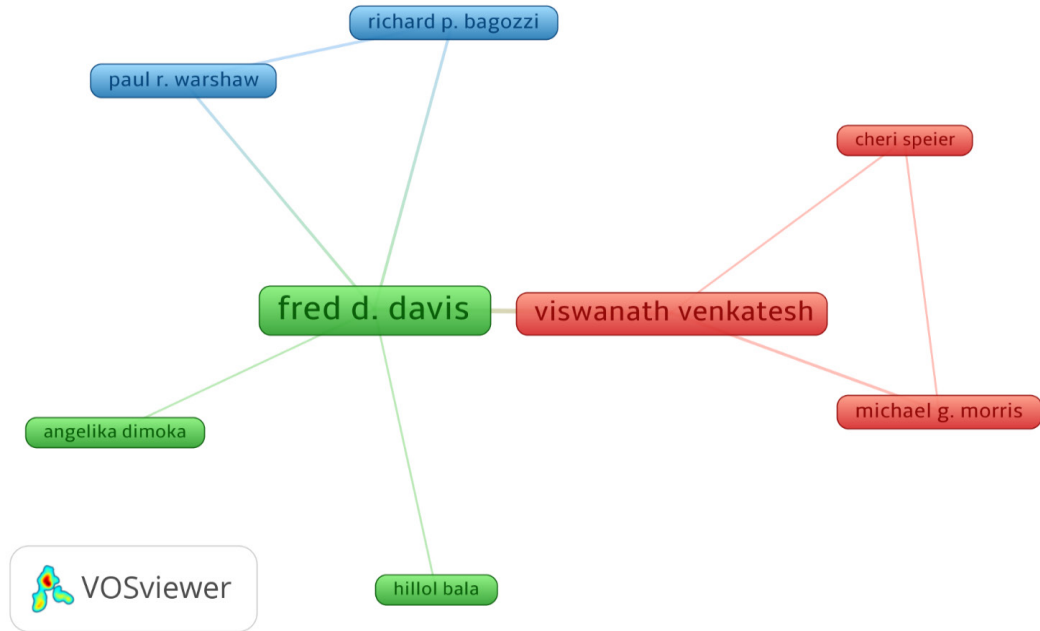 richard p. bagozzi
paul r. warshaw
cheri speier
fred d. davis
viswanath venkatesh
michael g. morris
angelika dimoka
hillol bala
VOSviewer